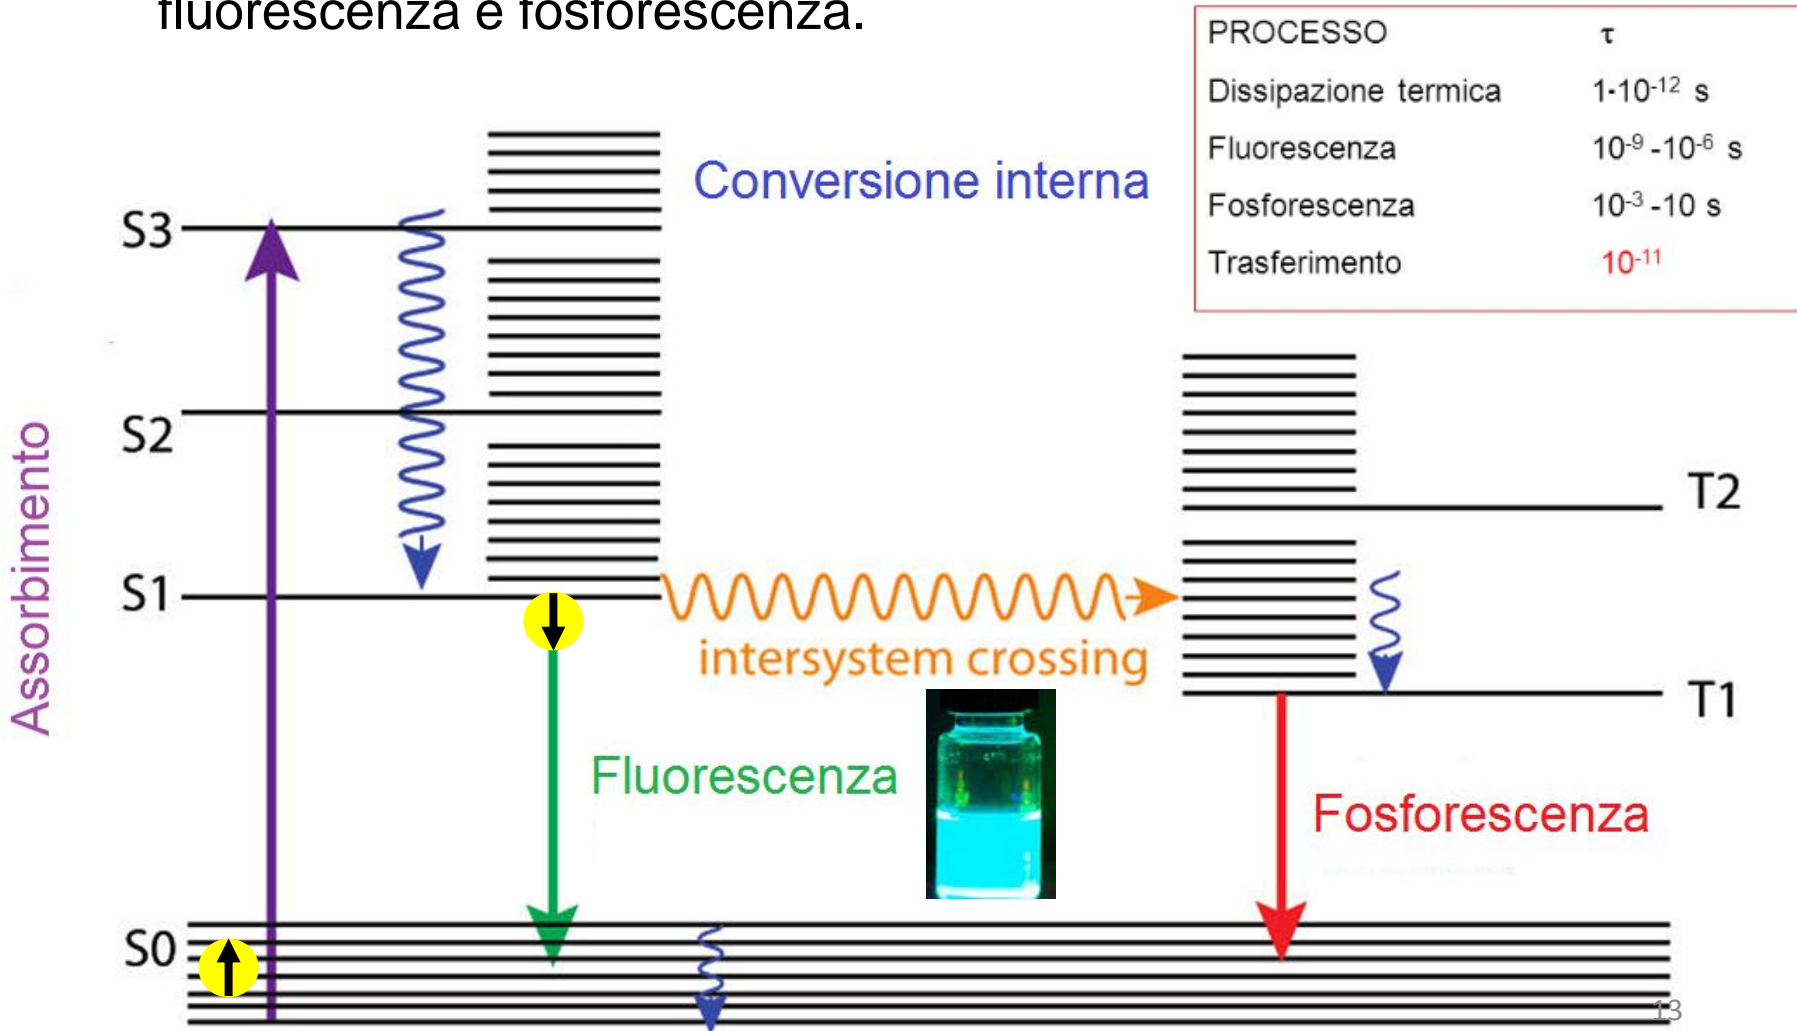 fluorescenza e fosforescenza.
PROCESSO τ
Dissipazione termica 1·10-12 s
Fluorescenza 10-9 -10-6 s
Fosforescenza 10-3 -10 s
Trasferimento 10-11
Conversione interna
S3
S2
S1
S0
Assorbimento
T2
T1
intersystem crossing
Fluorescenza
Fosforescenza
13